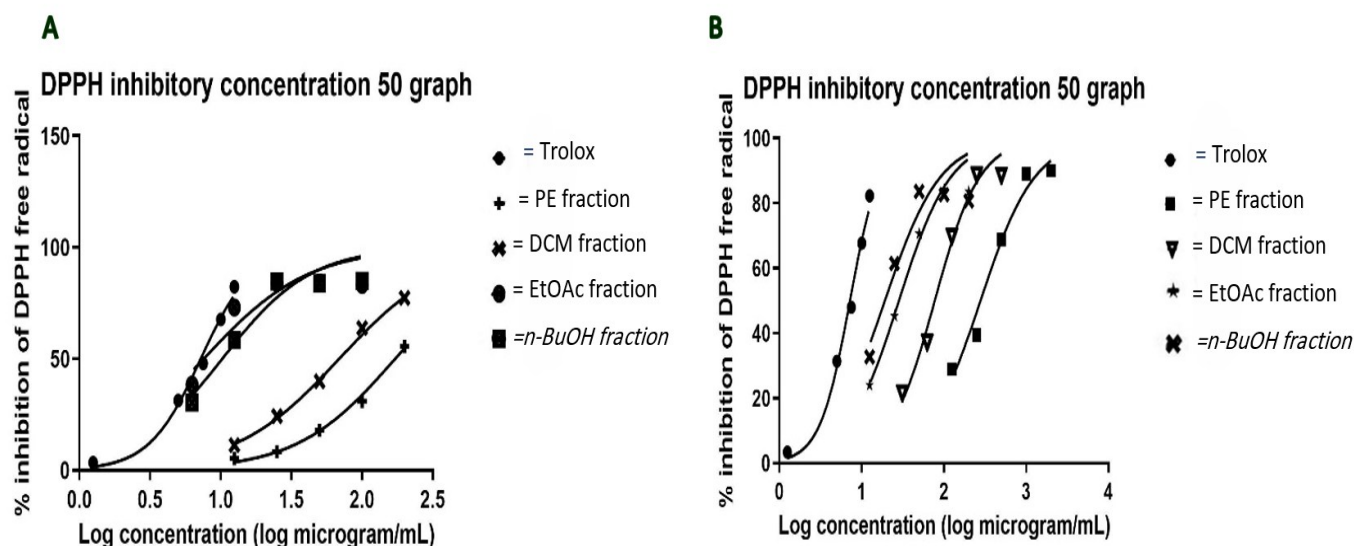 A
DPPH inhibitory concentration 50 graph
% inhibition of DPPH free radical
150
100
50
0
0.0 0.5 1.0 1.5 2.0 2.5
Log concentration (log microgram/mL)
= Trolox
= PE fraction
= DCM fraction
= EtOAc fraction
=n-BuOH fraction
B
DPPH inhibitory concentration 50 graph
% inhibition of DPPH free radical
100
80
60
40
20
0
0 1 2 3 4
Log concentration (log microgram/mL)
= Trolox
= PE fraction
= DCM fraction
= EtOAc fraction
=n-BuOH fraction